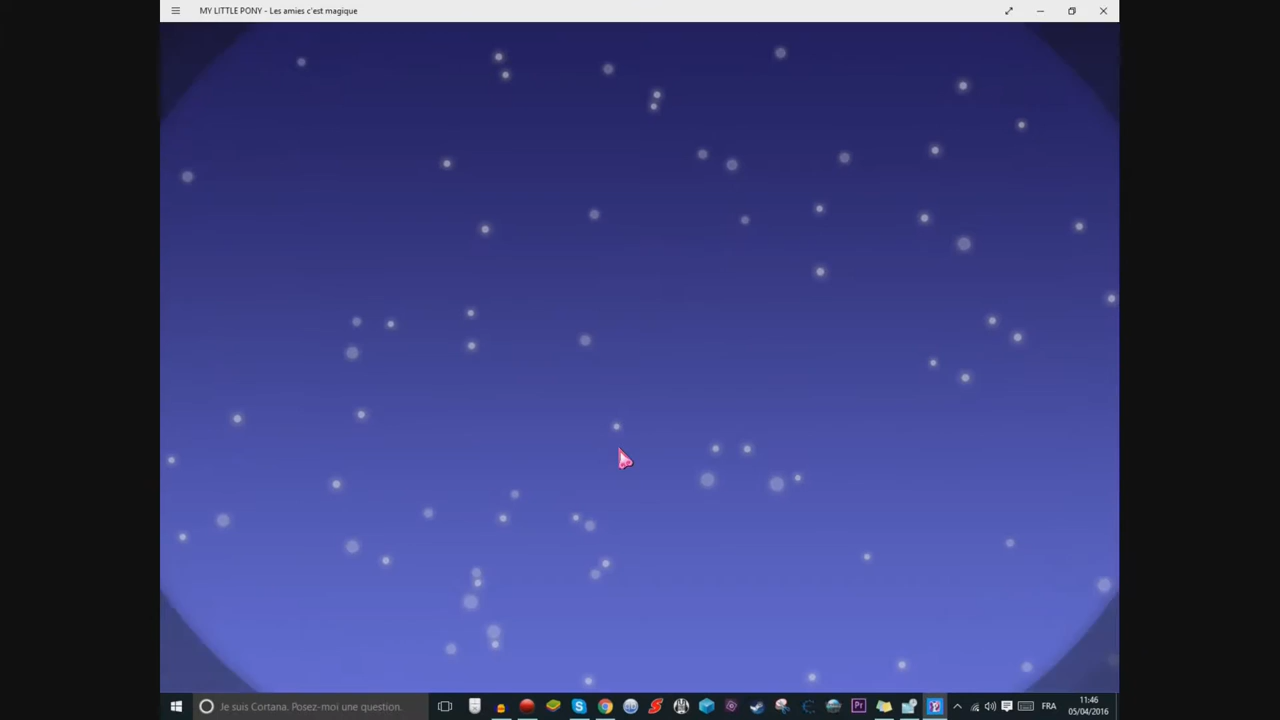 MY LITTLE PONY - Les amies c'est magique
Je suis Cortana. Posez-moi une question.
Pr
FRA
11:46
05/04/2016